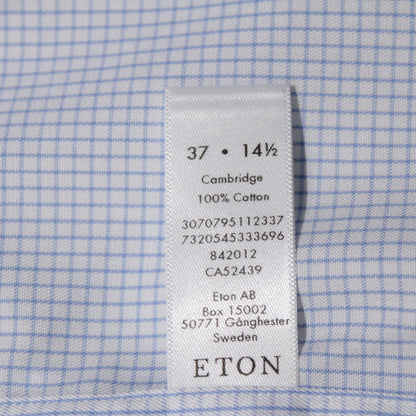 37 • 14½
Cambridge
100% Cotton
3070795112337
7320545333696
842012
CA52439
Eton AB
Box 15002
50771 Gånghester
Sweden
ETON